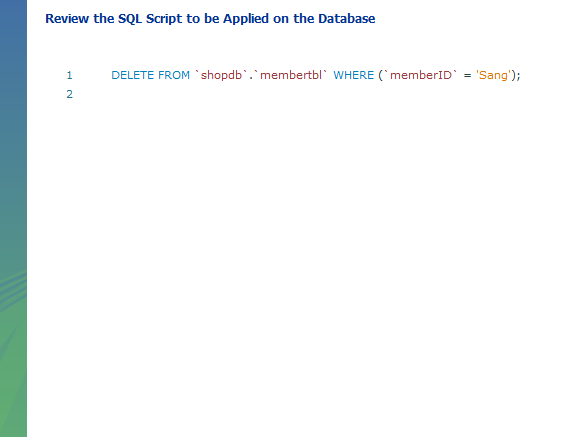 Review the SQL Script to be Applied on the Database
1 DELETE FROM `shopdb`.`membertbl` WHERE (`memberID` = 'Sang');
2